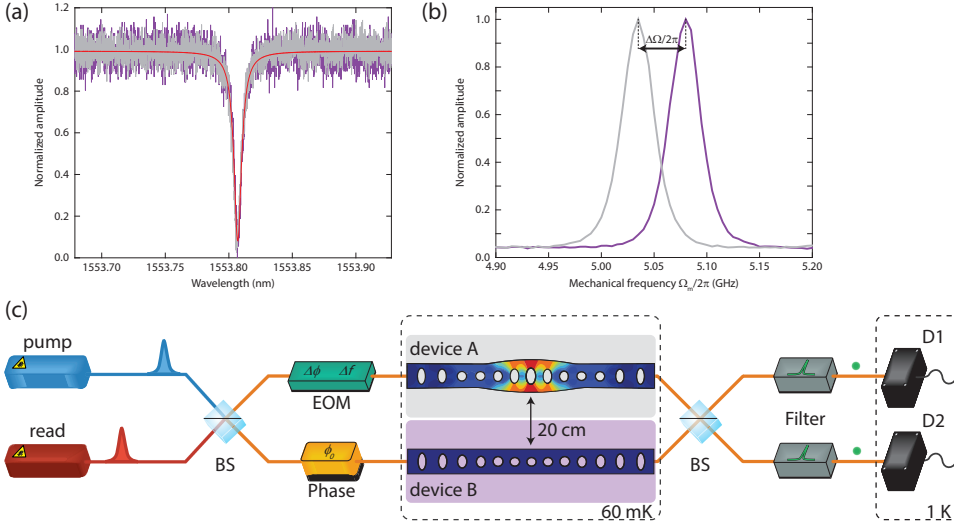 (a)
Normalized amplitude
1.2
1.0
0.8
0.6
0.4
0.2
0.0
1553.70 1553.75 1553.80 1553.85 1553.90
Wavelength (nm)
(b)
Normalized amplitude
1.0
0.8
0.6
0.4
0.2
0.0
ΔΩ/2π
4.90 4.95 5.00 5.05 5.10 5.15 5.20
Mechanical frequency Ωm/2π (GHz)
(c)
pump
read
BS
Δϕ Δf
EOM
ϕ0
Phase
device A
20 cm
device B
60 mK
BS
Filter
D1
D2
1 K